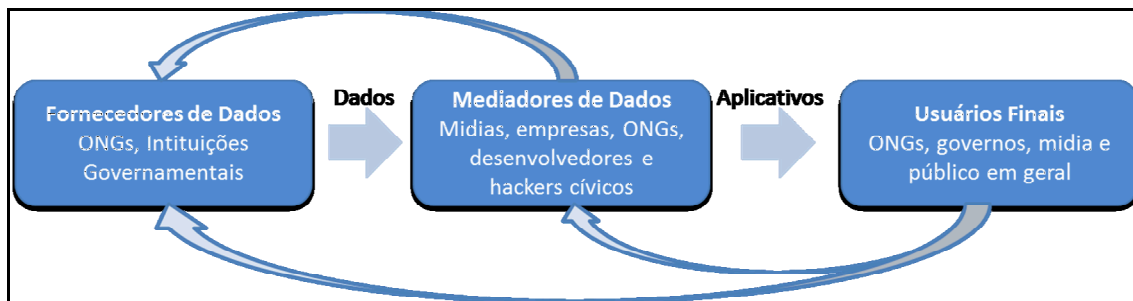 Fornecedores de Dados
ONGs, Intituições
Governamentais
Dados
Mediadores de Dados
Midias, empresas, ONGs,
desenvolvedores e
hackers cívicos
Aplicativos
Usuários Finais
ONGs, governos, midia e
público em geral